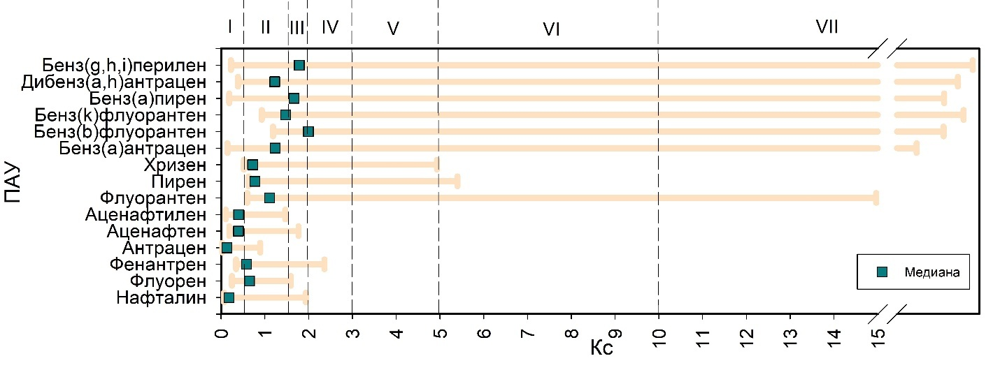 I II III IV V VI VII
ПАУ
Бенз(g,h,i)перилен
Дибенз(a,h)антрацен
Бенз(a)пирен
Бенз(k)флуорантен
Бенз(b)флуорантен
Бенз(a)антрацен
Хризен
Пирен
Флуорантен
Аценафтилен
Аценафтен
Антрацен
Фенантрен
Флуорен
Нафталин
Медиана
0 1 2 3 4 5 6 7 8 9 10 11 12 13 14 15
Кс